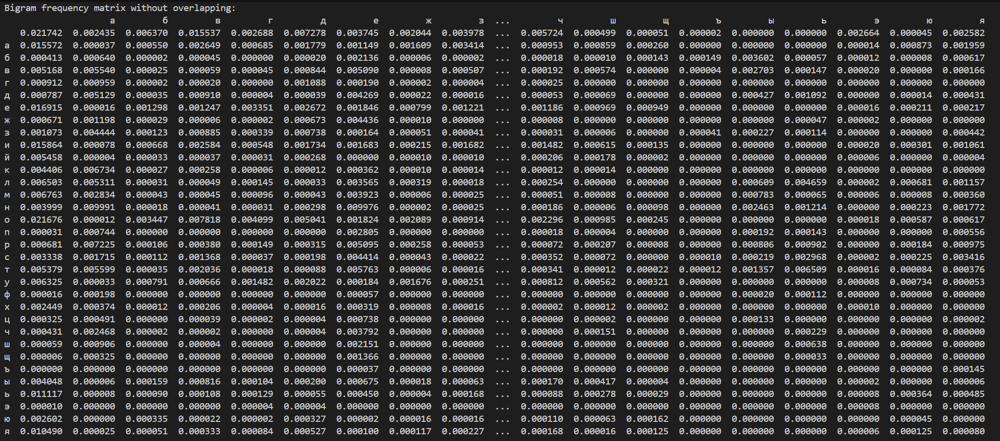 Bigram frequency matrix without overlapping:
а б в г д е ж з ... ч ш щ ъ ы ь э ю я
0.021742 0.002435 0.006370 0.015537 0.002688 0.007278 0.003745 0.002044 0.003978 ... 0.005724 0.000499 0.000051 0.000002 0.000000 0.000000 0.002664 0.000045 0.002582
а 0.015572 0.000037 0.000550 0.002649 0.000685 0.001779 0.001149 0.001609 0.003414 ... 0.000953 0.000859 0.000260 0.000000 0.000000 0.000000 0.000014 0.000873 0.001959
б 0.000413 0.000640 0.000002 0.000045 0.000000 0.000020 0.002136 0.000006 0.000002 ... 0.000018 0.000010 0.000143 0.000149 0.003602 0.000057 0.000012 0.000008 0.000617
в 0.005168 0.005540 0.000025 0.000059 0.000045 0.000844 0.005090 0.000008 0.000507 ... 0.000192 0.000574 0.000000 0.000004 0.002703 0.000147 0.000020 0.000000 0.000166
г 0.000912 0.000959 0.000002 0.000020 0.000000 0.001088 0.000190 0.000002 0.000004 ... 0.000025 0.000000 0.000000 0.000000 0.000000 0.000000 0.000000 0.000000 0.000000
д 0.000787 0.005129 0.000035 0.000910 0.000004 0.000039 0.004269 0.000022 0.000016 ... 0.000053 0.000069 0.000000 0.000000 0.000427 0.001092 0.000000 0.000014 0.000431
е 0.016915 0.000016 0.001298 0.001247 0.003351 0.002672 0.001846 0.000799 0.001221 ... 0.001186 0.000969 0.000949 0.000000 0.000000 0.000000 0.000016 0.000211 0.000217
ж 0.000671 0.001198 0.000029 0.000006 0.000002 0.000673 0.004436 0.000010 0.000000 ... 0.000008 0.000000 0.000000 0.000000 0.000000 0.000047 0.000002 0.000000 0.000000
з 0.001073 0.004444 0.000123 0.000885 0.000339 0.000738 0.000164 0.000051 0.000041 ... 0.000031 0.000006 0.000000 0.000041 0.000227 0.000114 0.000000 0.000000 0.000442
и 0.015864 0.000078 0.000668 0.002584 0.000548 0.001734 0.001683 0.000215 0.001682 ... 0.001482 0.000615 0.000135 0.000000 0.000000 0.000000 0.000020 0.000301 0.001061
й 0.005458 0.000004 0.000033 0.000037 0.000031 0.000268 0.000000 0.000010 0.000010 ... 0.000206 0.000178 0.000002 0.000000 0.000000 0.000000 0.000006 0.000000 0.000004
к 0.004406 0.006734 0.000027 0.000258 0.000006 0.000012 0.000362 0.000010 0.000014 ... 0.000012 0.000014 0.000000 0.000000 0.000000 0.000000 0.000000 0.000000 0.000000
л 0.006503 0.005311 0.000031 0.000049 0.000145 0.000033 0.003565 0.000319 0.000018 ... 0.000254 0.000000 0.000000 0.000000 0.000609 0.004659 0.000002 0.000681 0.001157
м 0.006763 0.002834 0.000043 0.000045 0.000096 0.000043 0.003923 0.000006 0.000025 ... 0.000051 0.000008 0.000000 0.000000 0.000783 0.000065 0.000006 0.000008 0.000360
н 0.003999 0.009991 0.000018 0.000041 0.000031 0.000298 0.009976 0.000002 0.000025 ... 0.000186 0.000006 0.000098 0.000000 0.002463 0.001214 0.000000 0.000223 0.001772
о 0.021676 0.000012 0.003447 0.007818 0.004099 0.005041 0.001824 0.002089 0.000914 ... 0.002296 0.000985 0.000245 0.000000 0.000000 0.000000 0.000018 0.000587 0.000617
п 0.000031 0.000744 0.000000 0.000000 0.000000 0.000000 0.002805 0.000000 0.000000 ... 0.000018 0.000004 0.000000 0.000000 0.000192 0.000143 0.000000 0.000000 0.000556
р 0.000681 0.007225 0.000106 0.000380 0.000149 0.000315 0.005095 0.000258 0.000053 ... 0.000072 0.000207 0.000008 0.000000 0.000806 0.000902 0.000000 0.000184 0.000975
с 0.003338 0.001715 0.000112 0.001368 0.000037 0.000198 0.004414 0.000043 0.000022 ... 0.000352 0.000072 0.000000 0.000010 0.000219 0.002968 0.000002 0.000225 0.003416
т 0.005379 0.005599 0.000035 0.002036 0.000018 0.000088 0.005763 0.000006 0.000016 ... 0.000341 0.000012 0.000022 0.000012 0.001357 0.006509 0.000016 0.000084 0.000376
у 0.006325 0.000033 0.000791 0.000666 0.001482 0.002022 0.000184 0.001676 0.000251 ... 0.000812 0.000562 0.000321 0.000000 0.000000 0.000000 0.000008 0.000734 0.000053
ф 0.000016 0.000198 0.000000 0.000000 0.000000 0.000000 0.000057 0.000000 0.000000 ... 0.000000 0.000000 0.000000 0.000000 0.000020 0.000112 0.000000 0.000000 0.000000
х 0.002449 0.000374 0.000012 0.000206 0.000004 0.000016 0.000319 0.000008 0.000016 ... 0.000002 0.000012 0.000002 0.000000 0.000000 0.000000 0.000010 0.000000 0.000000
ц 0.000325 0.000491 0.000000 0.000039 0.000002 0.000004 0.000738 0.000000 0.000000 ... 0.000000 0.000002 0.000000 0.000000 0.000133 0.000000 0.000000 0.000000 0.000002
ч 0.000431 0.002468 0.000002 0.000002 0.000000 0.000004 0.003792 0.000000 0.000000 ... 0.000000 0.000151 0.000000 0.000000 0.000000 0.000229 0.000000 0.000000 0.000000
ш 0.000059 0.000906 0.000000 0.000004 0.000000 0.000000 0.002151 0.000000 0.000000 ... 0.000000 0.000000 0.000000 0.000000 0.000000 0.000638 0.000000 0.000000 0.000000
щ 0.000006 0.000325 0.000000 0.000000 0.000000 0.000000 0.001366 0.000000 0.000000 ... 0.000000 0.000000 0.000000 0.000000 0.000000 0.000033 0.000000 0.000000 0.000000
ъ 0.000000 0.000000 0.000000 0.000000 0.000000 0.000000 0.000037 0.000000 0.000000 ... 0.000000 0.000000 0.000000 0.000000 0.000000 0.000000 0.000000 0.000000 0.000145
ы 0.004048 0.000006 0.000159 0.000816 0.000104 0.000200 0.000675 0.000018 0.000063 ... 0.000170 0.000417 0.000004 0.000000 0.000000 0.000000 0.000002 0.000000 0.000006
ь 0.011117 0.000008 0.000090 0.000108 0.000129 0.000055 0.000450 0.000004 0.000168 ... 0.000088 0.000278 0.000029 0.000000 0.000000 0.000000 0.000008 0.000364 0.000485
э 0.000010 0.000000 0.000000 0.000000 0.000004 0.000004 0.000000 0.000000 0.000000 ... 0.000000 0.000000 0.000000 0.000000 0.000000 0.000000 0.000008 0.000000 0.000000
ю 0.002602 0.000000 0.000335 0.000022 0.000002 0.000327 0.000002 0.000016 0.000016 ... 0.000110 0.000063 0.000162 0.000000 0.000000 0.000000 0.000000 0.000045 0.000000
я 0.010490 0.000025 0.000051 0.000333 0.000084 0.000527 0.000100 0.000117 0.000227 ... 0.000168 0.000016 0.000125 0.000000 0.000000 0.000000 0.000006 0.000125 0.000080